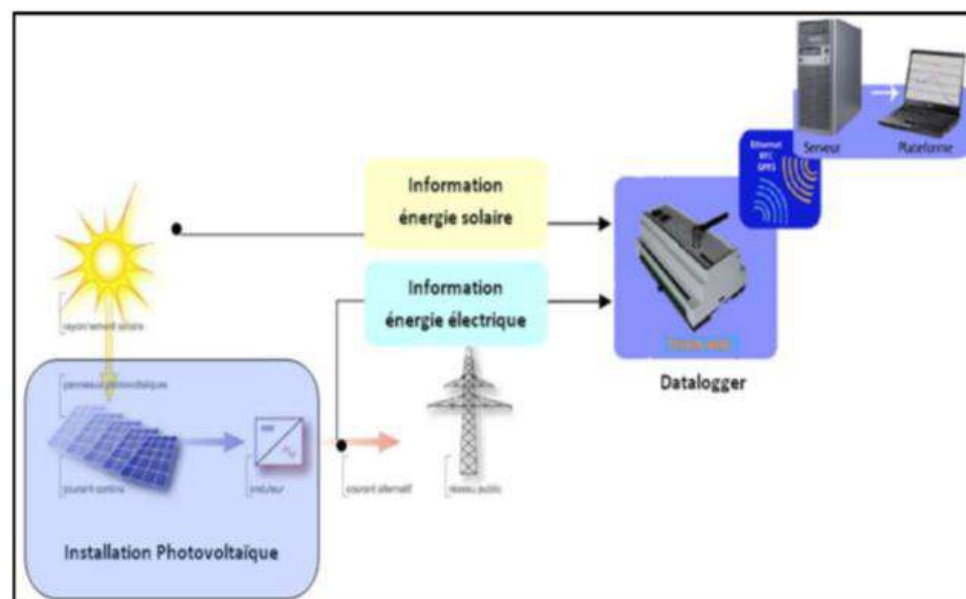 Serveur
Plateforme
Ethernet
RTC
GPRS
Information
énergie solaire
Information
énergie électrique
rayonnement solaire
Datalogger
panneaux photovoltaïques
courant continu
onduleur
courant alternatif
réseau public
Installation Photovoltaïque